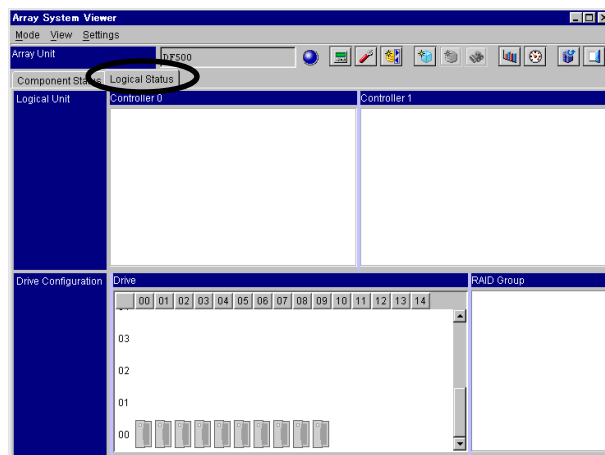 Array System Viewer
Mode View Settings
Array Unit DF500
Component Status Logical Status
Logical Unit Controller 0 Controller 1
Drive Configuration Drive RAID Group
00 01 02 03 04 05 06 07 08 09 10 11 12 13 14
03
02
01
00